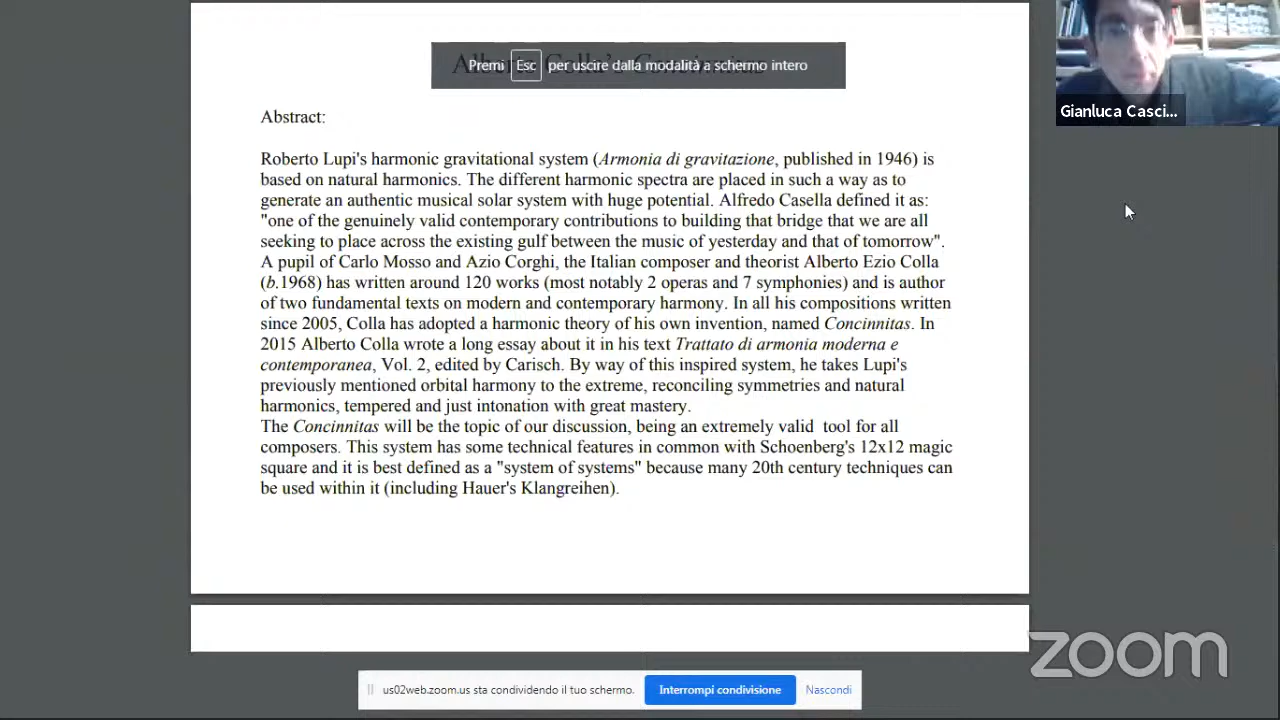 Alberto Colla's Concinnitas
Premi Esc per uscire dalla modalità a schermo intero
Gianluca Casci...
Abstract:
Roberto Lupi's harmonic gravitational system (Armonia di gravitazione, published in 1946) is
based on natural harmonics. The different harmonic spectra are placed in such a way as to
generate an authentic musical solar system with huge potential. Alfredo Casella defined it as:
"one of the genuinely valid contemporary contributions to building that bridge that we are all
seeking to place across the existing gulf between the music of yesterday and that of tomorrow".
A pupil of Carlo Mosso and Azio Corghi, the Italian composer and theorist Alberto Ezio Colla
(b.1968) has written around 120 works (most notably 2 operas and 7 symphonies) and is author
of two fundamental texts on modern and contemporary harmony. In all his compositions written
since 2005, Colla has adopted a harmonic theory of his own invention, named Concinnitas. In
2015 Alberto Colla wrote a long essay about it in his text Trattato di armonia moderna e
contemporanea, Vol. 2, edited by Carisch. By way of this inspired system, he takes Lupi's
previously mentioned orbital harmony to the extreme, reconciling symmetries and natural
harmonics, tempered and just intonation with great mastery.
The Concinnitas will be the topic of our discussion, being an extremely valid  tool for all
composers. This system has some technical features in common with Schoenberg's 12x12 magic
square and it is best defined as a "system of systems" because many 20th century techniques can
be used within it (including Hauer's Klangreihen).
zoom
us02web.zoom.us sta condividendo il tuo schermo. Interrompi condivisione Nascondi